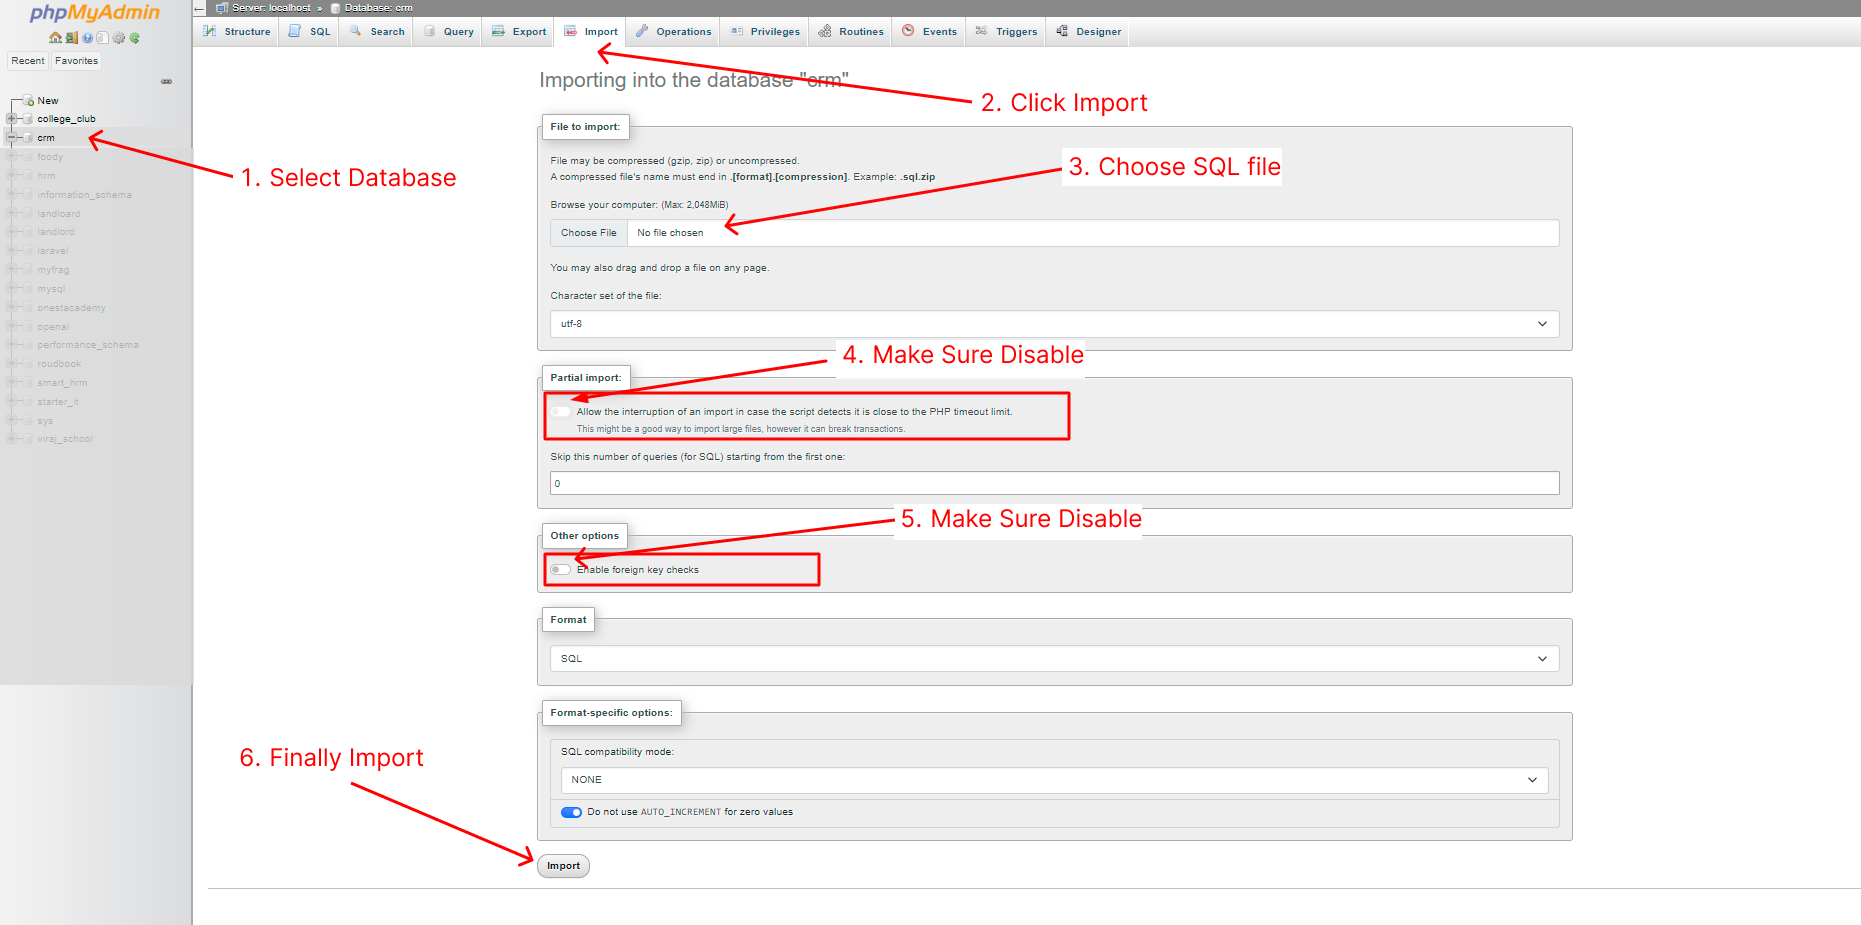 phpMyAdmin
Server: localhost » Database: crm
Structure SQL Search Query Export Import Operations Privileges Routines Events Triggers Designer
Recent Favorites
New
college_club
crm
foody
hrm
information_schema
landloard
landlord
laravel
myfrag
mysql
onestacademy
openai
performance_schema
roudbook
smart_hrm
starter_it
sys
viraj_school
1. Select Database
Importing into the database "crm"
2. Click Import
File to import:
File may be compressed (gzip, zip) or uncompressed.
A compressed file's name must end in .[format].[compression]. Example: .sql.zip
3. Choose SQL file
Browse your computer: (Max: 2,048MiB)
Choose File No file chosen
You may also drag and drop a file on any page.
Character set of the file:
utf-8
4. Make Sure Disable
Partial import:
Allow the interruption of an import in case the script detects it is close to the PHP timeout limit.
This might be a good way to import large files, however it can break transactions.
Skip this number of queries (for SQL) starting from the first one:
0
5. Make Sure Disable
Other options
Enable foreign key checks
Format
SQL
Format-specific options:
SQL compatibility mode:
NONE
Do not use AUTO_INCREMENT for zero values
6. Finally Import
Import